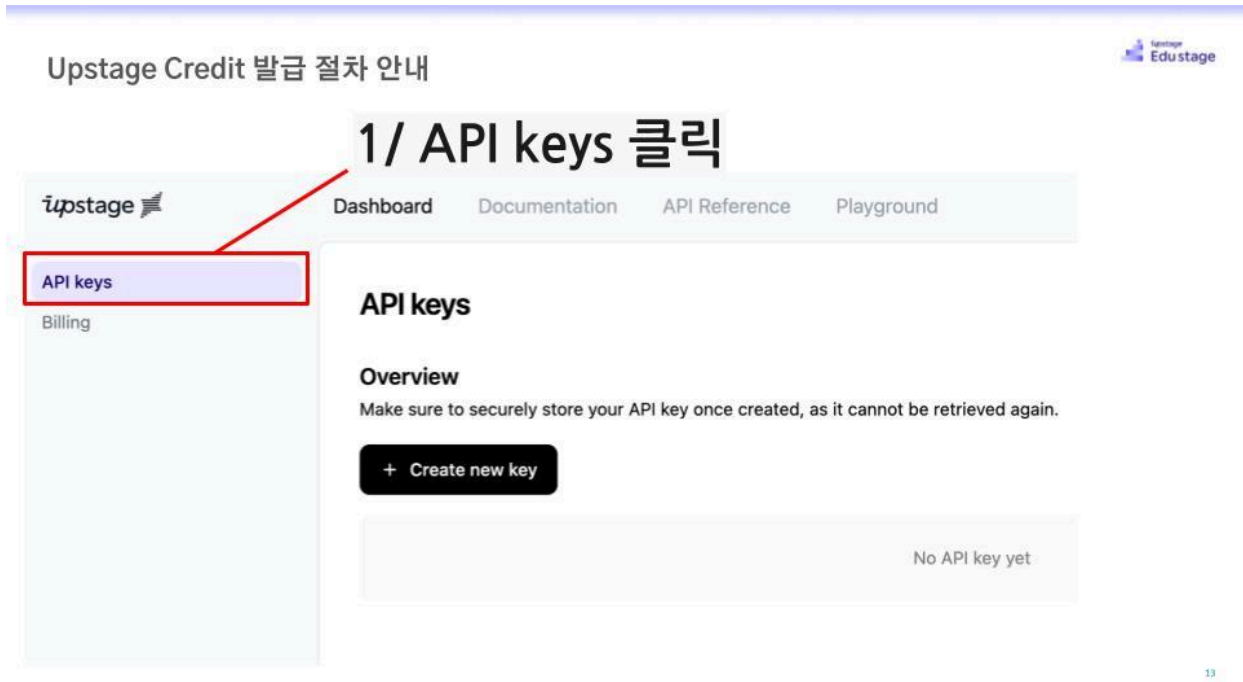 Upstage Credit 발급 절차 안내
upstage
Edustage
1/ API keys 클릭
upstage
Dashboard Documentation API Reference Playground
API keys
Billing
API keys
Overview
Make sure to securely store your API key once created, as it cannot be retrieved again.
+ Create new key
No API key yet
13